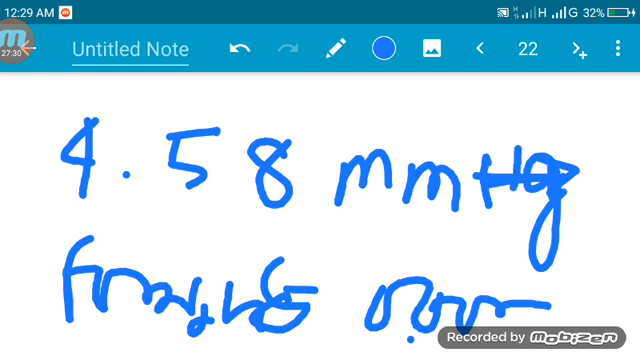 12:29 AM H G 32%
27:30 Untitled Note 22
4.58 mmHg
Recorded by mobizen